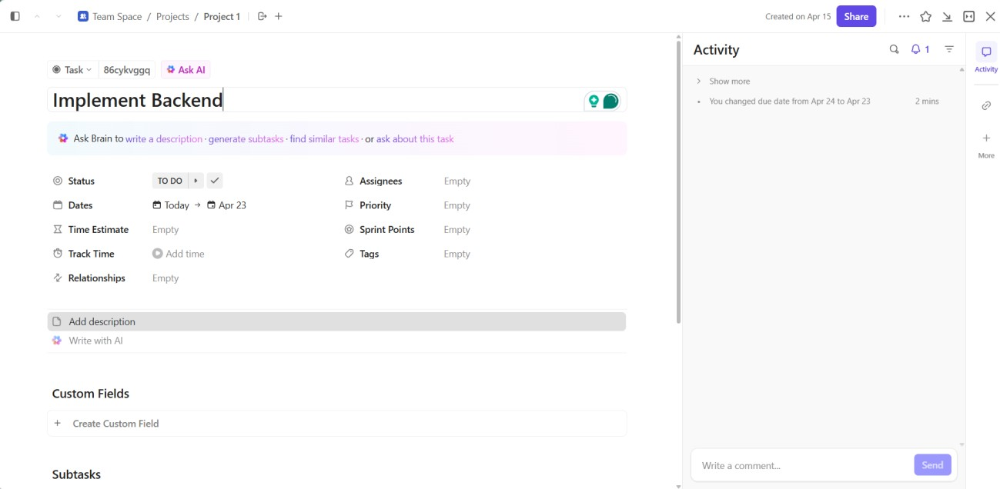 Team Space / Projects / Project 1
Created on Apr 15
Share
Task
86cykvgqq
Ask AI
Implement Backend
Ask Brain to write a description · generate subtasks · find similar tasks · or ask about this task
Status
TO DO
Assignees
Empty
Dates
Today → Apr 23
Priority
Empty
Time Estimate
Empty
Sprint Points
Empty
Track Time
Add time
Tags
Empty
Relationships
Empty
Add description
Write with AI
Custom Fields
+ Create Custom Field
Subtasks
Activity
1
Show more
• You changed due date from Apr 24 to Apr 23
2 mins
Write a comment...
Send
Activity
More